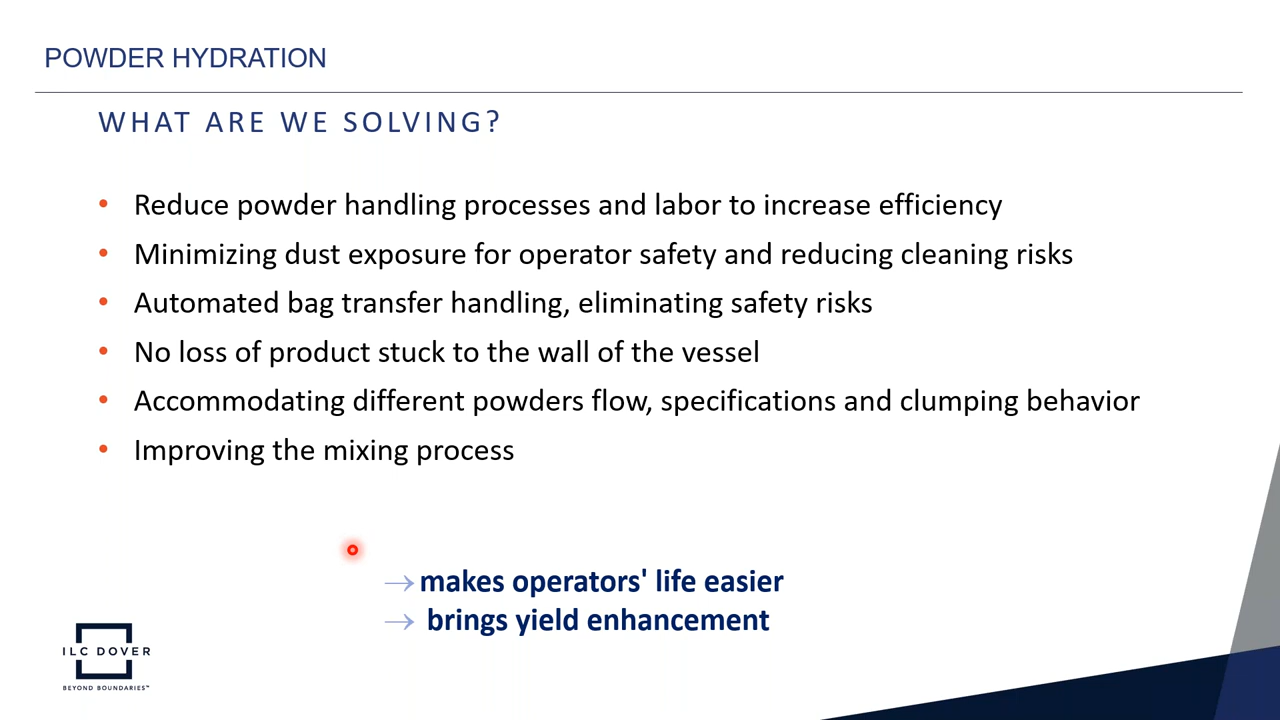 POWDER HYDRATION
WHAT ARE WE SOLVING?
• Reduce powder handling processes and labor to increase efficiency
• Minimizing dust exposure for operator safety and reducing cleaning risks
• Automated bag transfer handling, eliminating safety risks
• No loss of product stuck to the wall of the vessel
• Accommodating different powders flow, specifications and clumping behavior
• Improving the mixing process
→ makes operators' life easier
→ brings yield enhancement
ILC DOVER
BEYOND BOUNDARIES™